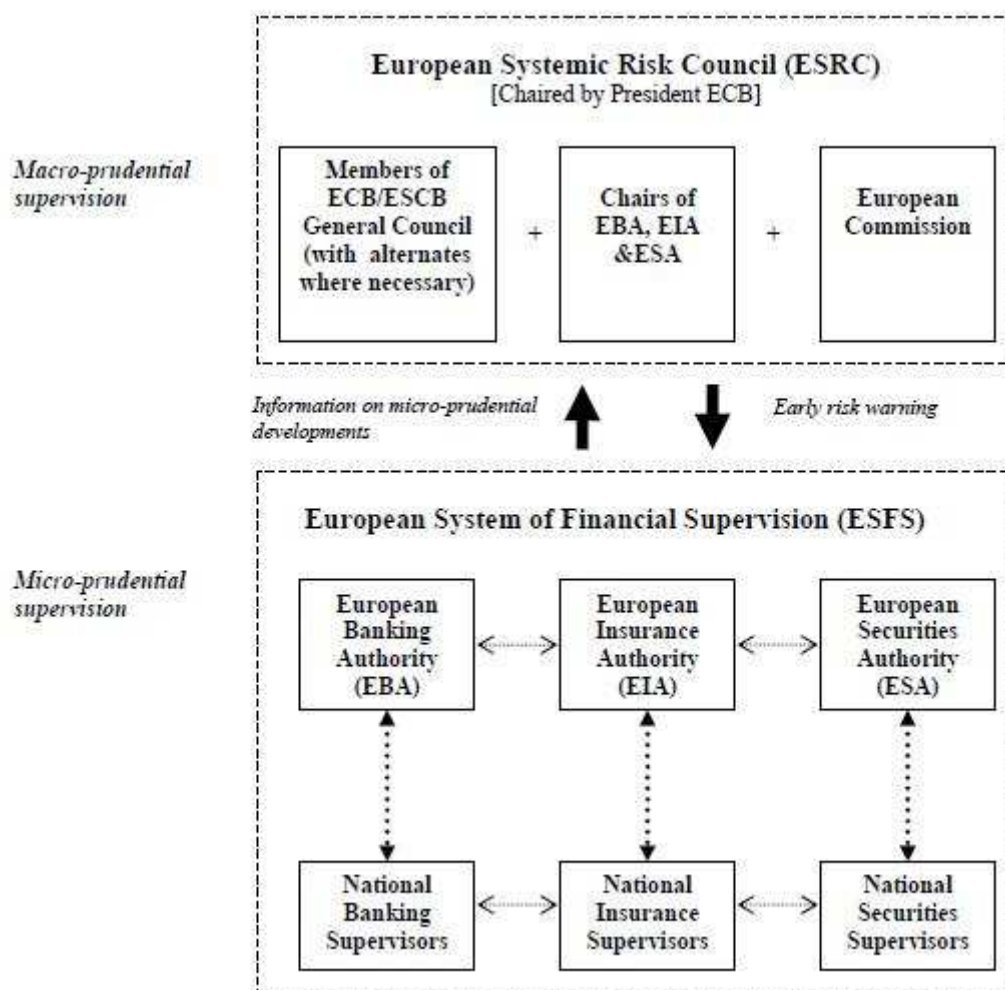 European Systemic Risk Council (ESRC)
[Chaired by President ECB]
Macro-prudential
supervision
Members of
ECB/ESCB
General Council
(with alternates
where necessary)
+
Chairs of
EBA, EIA
&ESA
+
European
Commission
Information on micro-prudential
developments
Early risk warning
European System of Financial Supervision (ESFS)
Micro-prudential
supervision
European
Banking
Authority
(EBA)
European
Insurance
Authority
(EIA)
European
Securities
Authority
(ESA)
National
Banking
Supervisors
National
Insurance
Supervisors
National
Securities
Supervisors